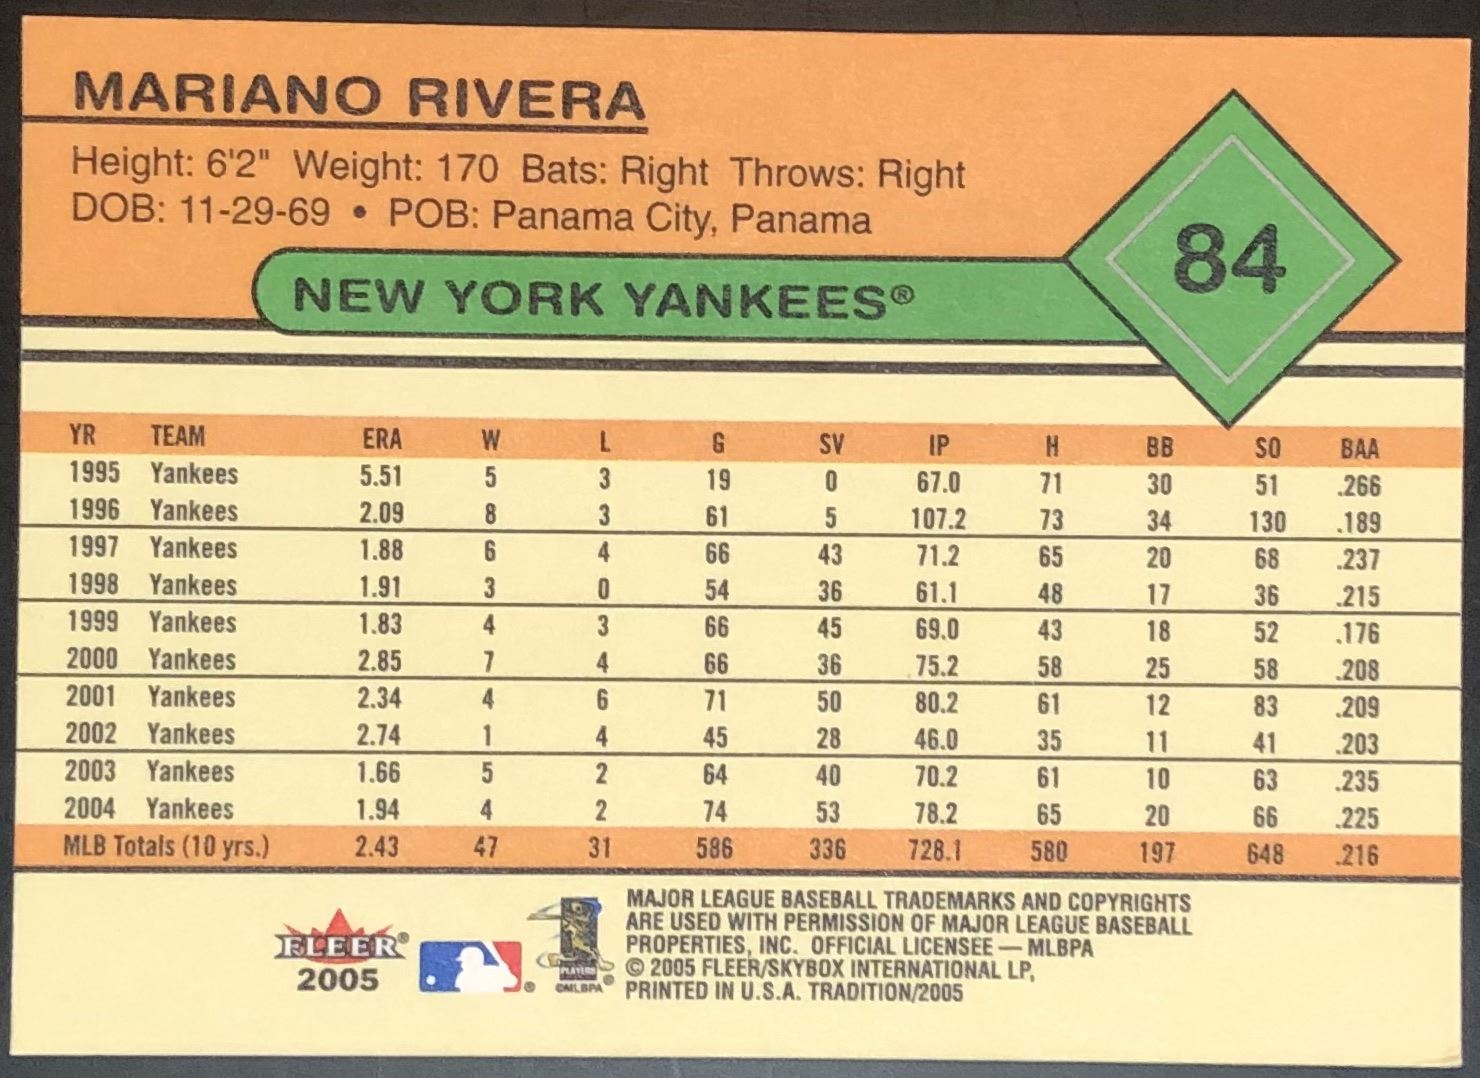 MARIANO RIVERA
Height: 6'2" Weight: 170 Bats: Right Throws: Right
DOB: 11-29-69 • POB: Panama City, Panama
84
NEW YORK YANKEES®
YR TEAM ERA W L G SV IP H BB SO BAA
1995 Yankees 5.51 5 3 19 0 67.0 71 30 51 .266
1996 Yankees 2.09 8 3 61 5 107.2 73 34 130 .189
1997 Yankees 1.88 6 4 66 43 71.2 65 20 68 .237
1998 Yankees 1.91 3 0 54 36 61.1 48 17 36 .215
1999 Yankees 1.83 4 3 66 45 69.0 43 18 52 .176
2000 Yankees 2.85 7 4 66 36 75.2 58 25 58 .208
2001 Yankees 2.34 4 6 71 50 80.2 61 12 83 .209
2002 Yankees 2.74 1 4 45 28 46.0 35 11 41 .203
2003 Yankees 1.66 5 2 64 40 70.2 61 10 63 .235
2004 Yankees 1.94 4 2 74 53 78.2 65 20 66 .225
MLB Totals (10 yrs.) 2.43 47 31 586 336 728.1 580 197 648 .216
FLEER®
2005
®
PLAYERS
©MLBPA®
MAJOR LEAGUE BASEBALL TRADEMARKS AND COPYRIGHTS
ARE USED WITH PERMISSION OF MAJOR LEAGUE BASEBALL
PROPERTIES, INC. OFFICIAL LICENSEE — MLBPA
© 2005 FLEER/SKYBOX INTERNATIONAL LP,
PRINTED IN U.S.A. TRADITION/2005